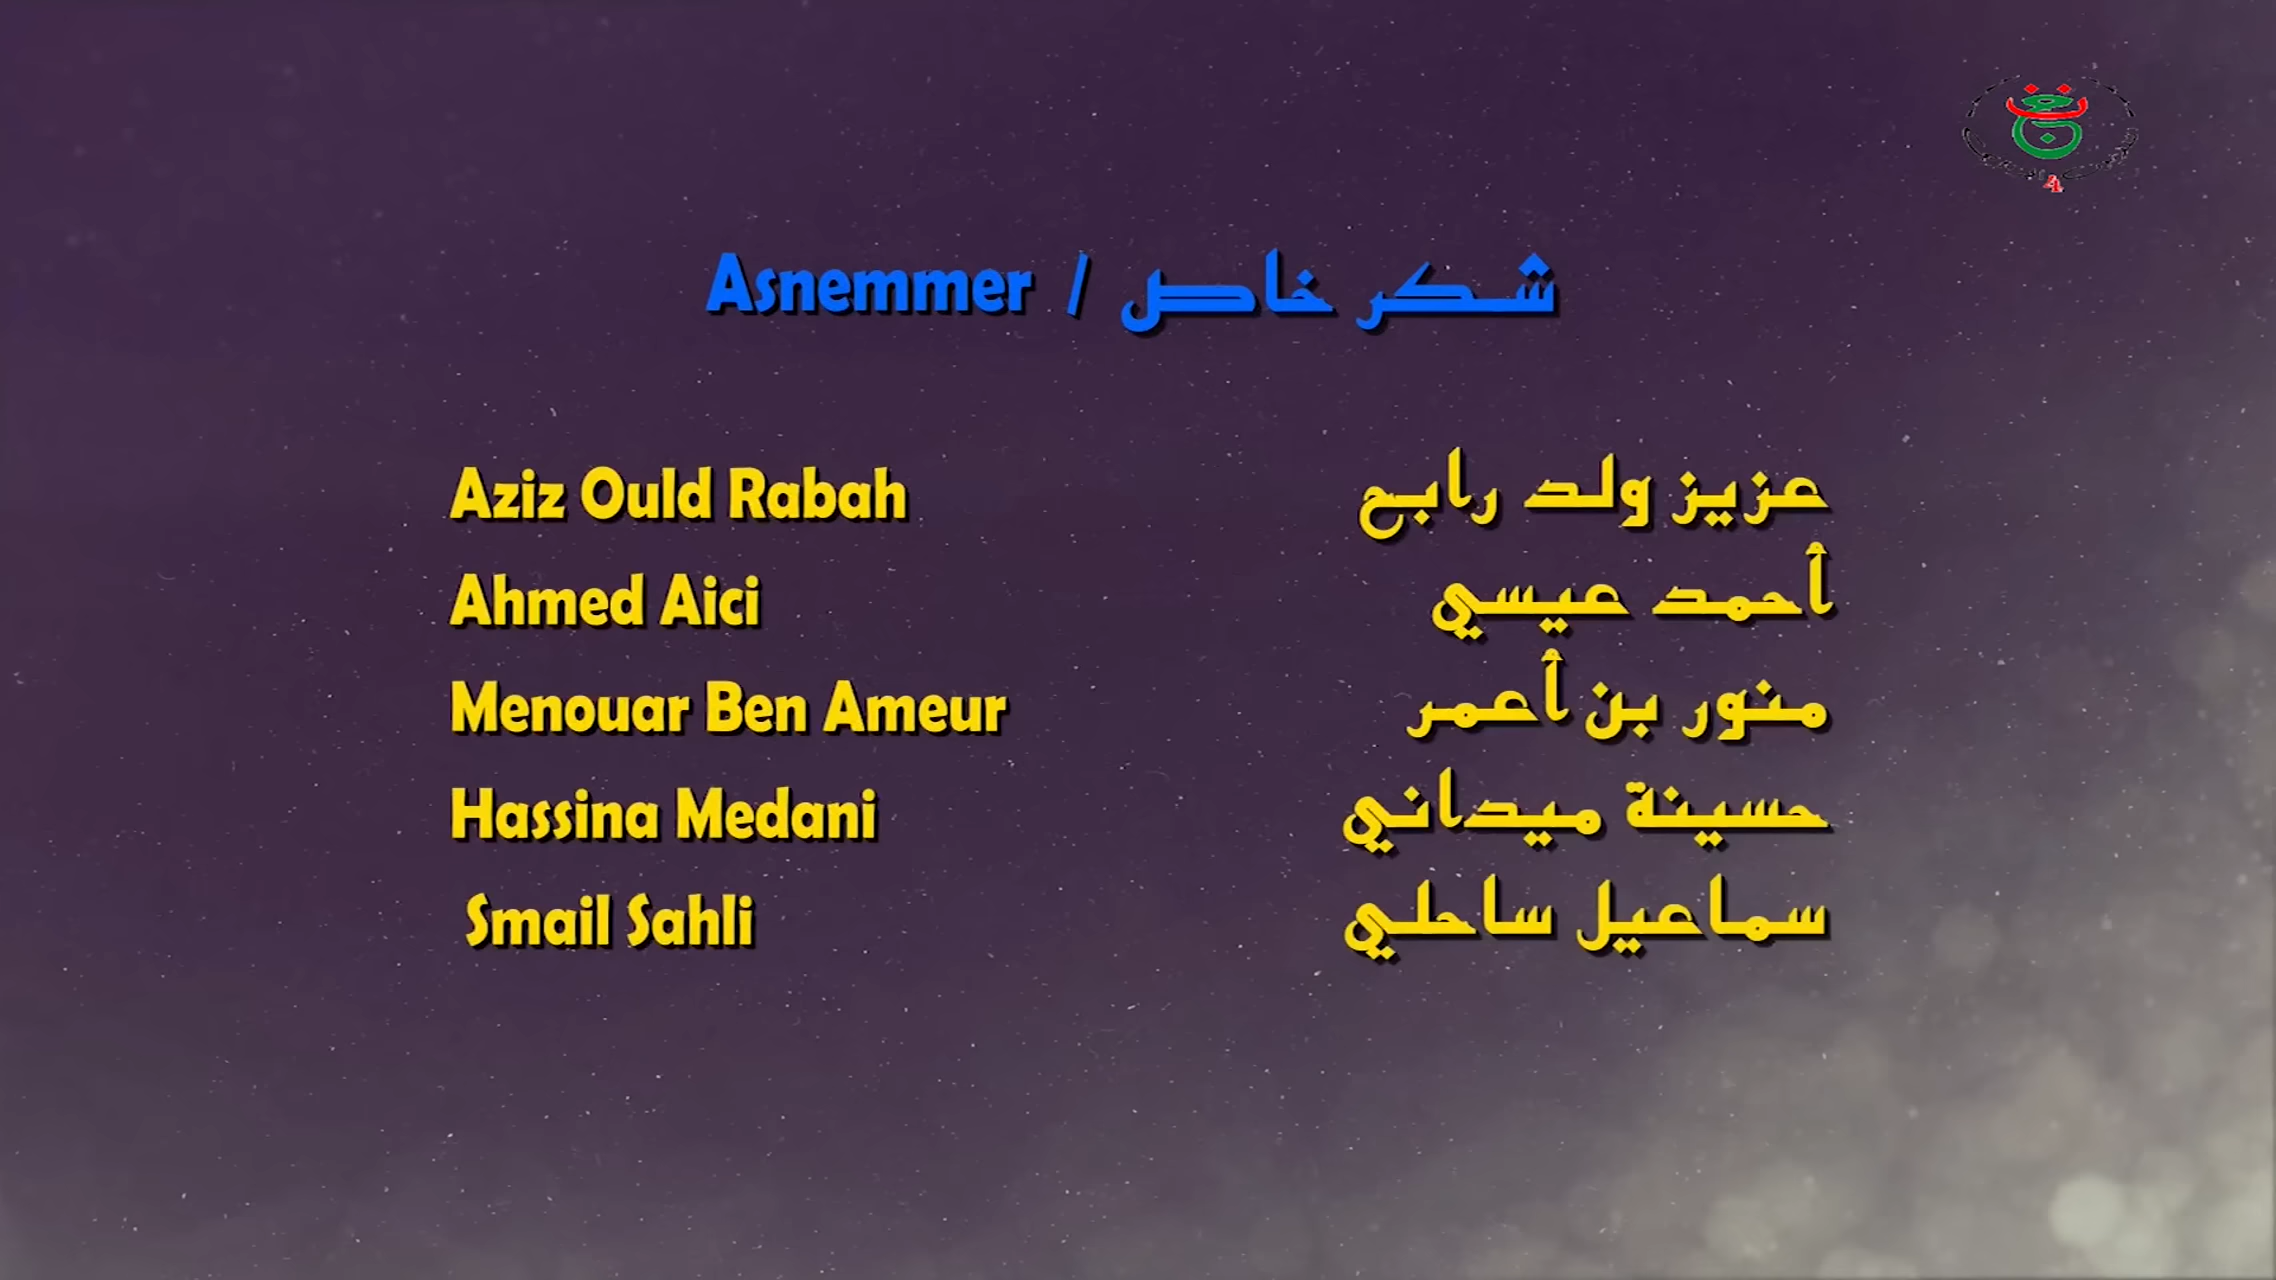 Asnemmer / شكر خاص
Aziz Ould Rabah عزيز ولد رابح
Ahmed Aici أحمد عيسي
Menouar Ben Ameur منور بن أعمر
Hassina Medani حسينة ميداني
Smail Sahli سماعيل ساحلي